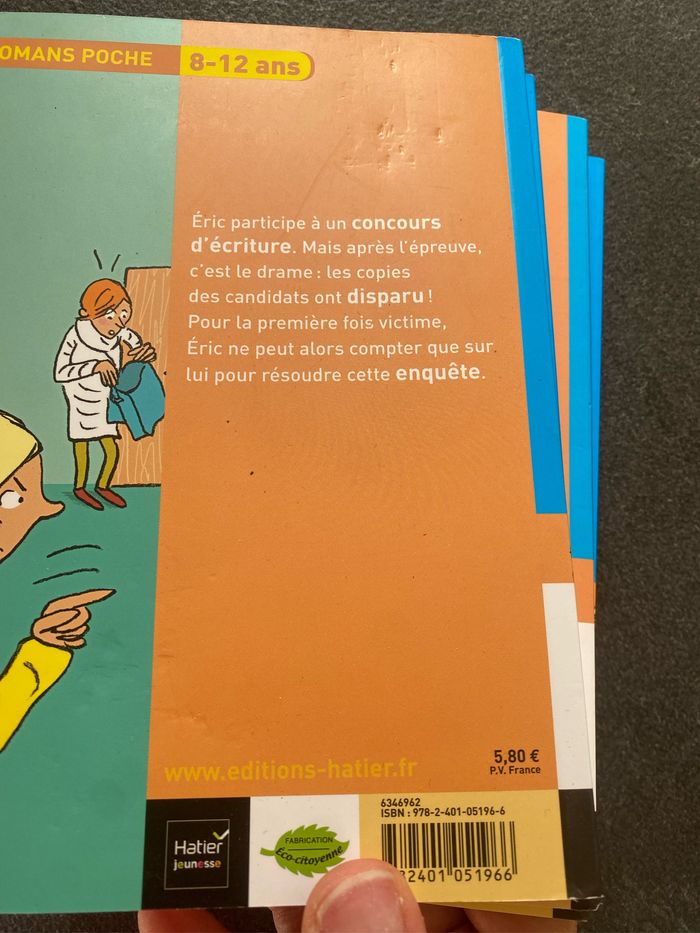 OMANS POCHE 8-12 ans
Éric participe à un concours
d'écriture. Mais après l'épreuve,
c'est le drame : les copies
des candidats ont disparu !
Pour la première fois victime,
Éric ne peut alors compter que sur
lui pour résoudre cette enquête.
www.editions-hatier.fr
5,80 €
P.V. France
6346962
ISBN : 978-2-401-05196-6
Hatier
jeunesse
FABRICATION
Éco-citoyenne
82401 051966